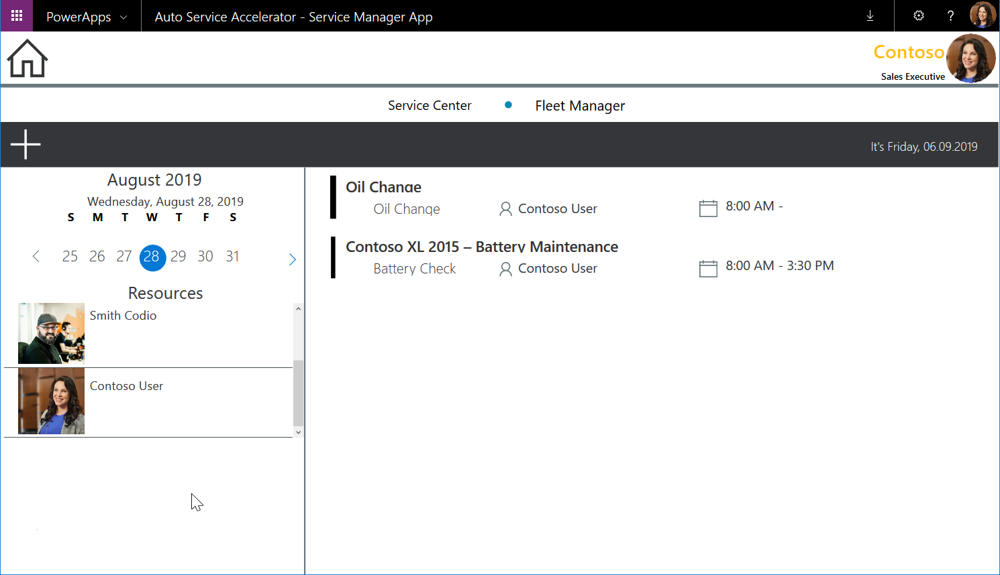 PowerApps
Auto Service Accelerator - Service Manager App
?
Contoso
Sales Executive
Service Center
Fleet Manager
It's Friday, 06.09.2019
August 2019
Wednesday, August 28, 2019
S M T W T F S
25 26 27 28 29 30 31
Resources
Smith Codio
Contoso User
Oil Change
Oil Change
Contoso User
8:00 AM -
Contoso XL 2015 – Battery Maintenance
Battery Check
Contoso User
8:00 AM - 3:30 PM